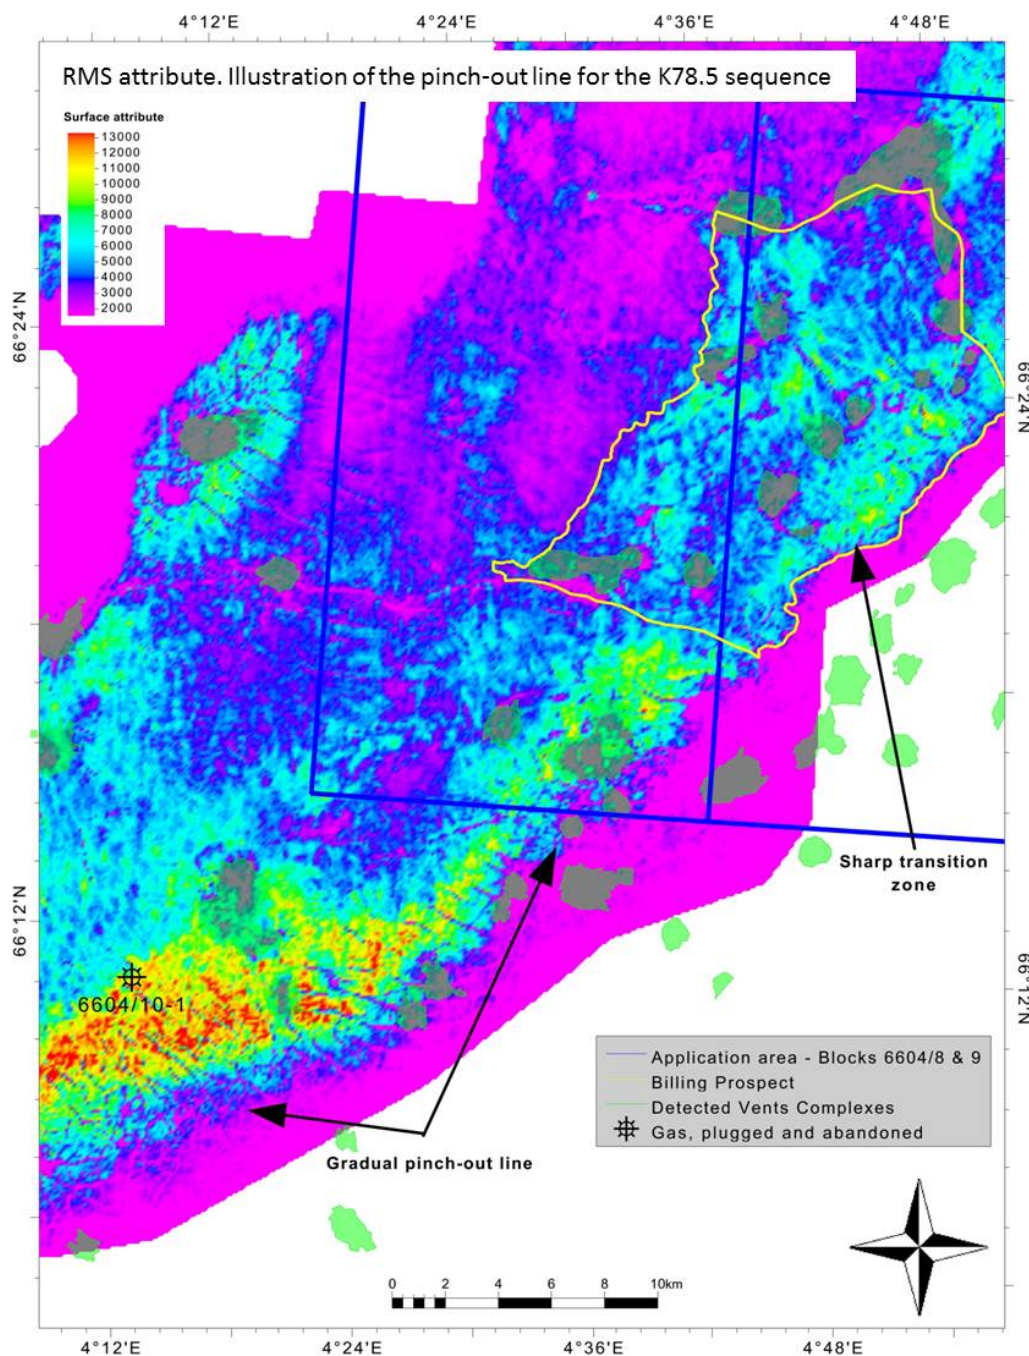 4°12'E 4°24'E 4°36'E 4°48'E
RMS attribute. Illustration of the pinch-out line for the K78.5 sequence
Surface attribute
13000
12000
11000
10000
9000
8000
7000
6000
5000
4000
3000
2000
66°24'N
66°24'N
Sharp transition
zone
66°12'N
66°12'N
6604/10-1
Application area - Blocks 6604/8 & 9
Billing Prospect
Detected Vents Complexes
Gas, plugged and abandoned
Gradual pinch-out line
0 2 4 6 8 10km
4°12'E 4°24'E 4°36'E 4°48'E